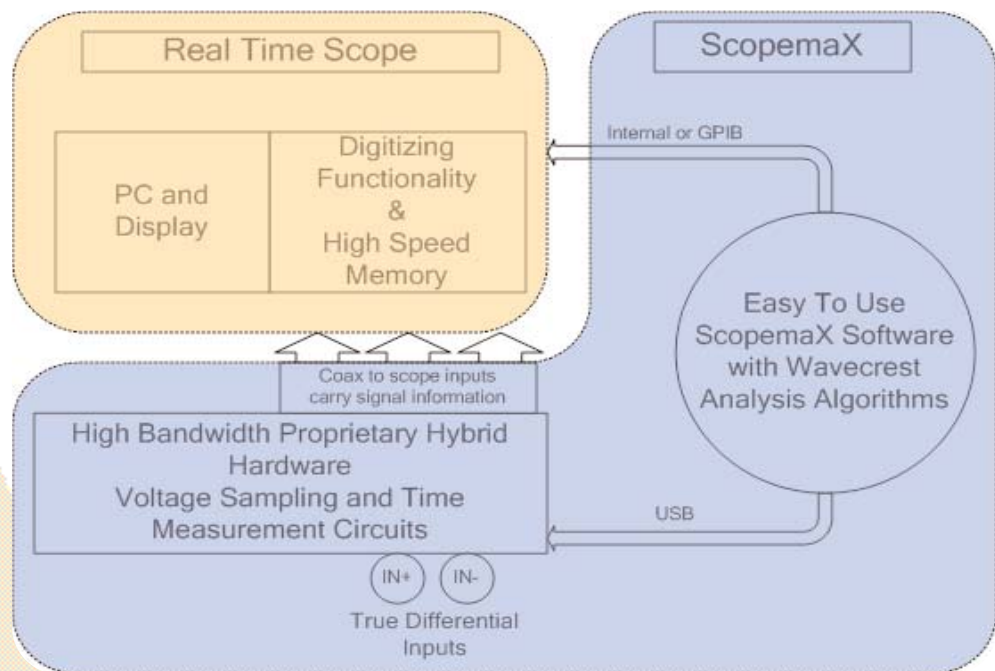 Real Time Scope
PC and
Display
Digitizing
Functionality
&
High Speed
Memory
ScopemaX
Internal or GPIB
Easy To Use
ScopemaX Software
with Wavecrest
Analysis Algorithms
Coax to scope inputs
carry signal information
High Bandwidth Proprietary Hybrid
Hardware
Voltage Sampling and Time
Measurement Circuits
USB
IN+
IN-
True Differential
Inputs